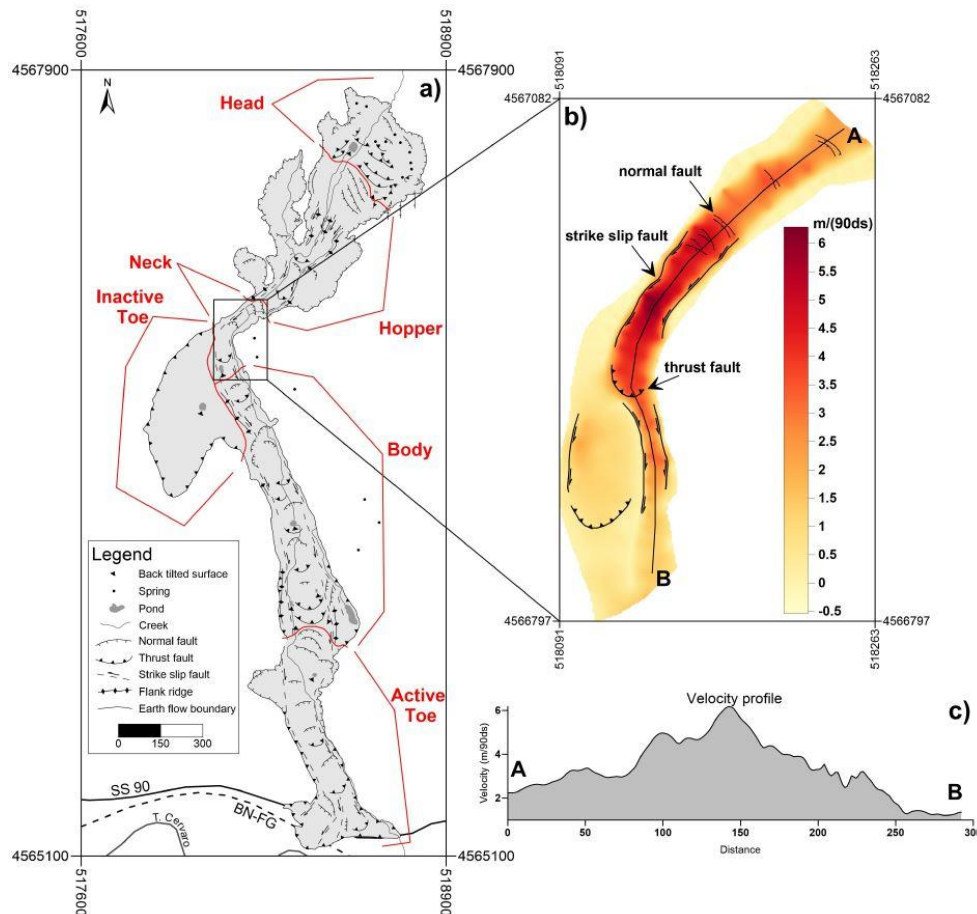 517600
518900
4567900
4567900
N
a)
Head
Neck
Inactive
Toe
Hopper
Body
Active
Toe
Legend
Back tilted surface
Spring
Pond
Creek
Normal fault
Thrust fault
Strike slip fault
Flank ridge
Earth flow boundary
0 150 300
SS 90
BN-FG
T. Cervaro
4565100
4565100
517600
518900
518091
518263
4567082
4567082
b)
A
normal fault
strike slip fault
thrust fault
m/(90ds)
6
5.5
5
4.5
4
3.5
3
2.5
2
1.5
1
0.5
0
-0.5
B
4566797
4566797
518091
518263
Velocity profile
c)
Velocity (m/90ds)
6
4
2
A
B
0 50 100 150 200 250 300
Distance